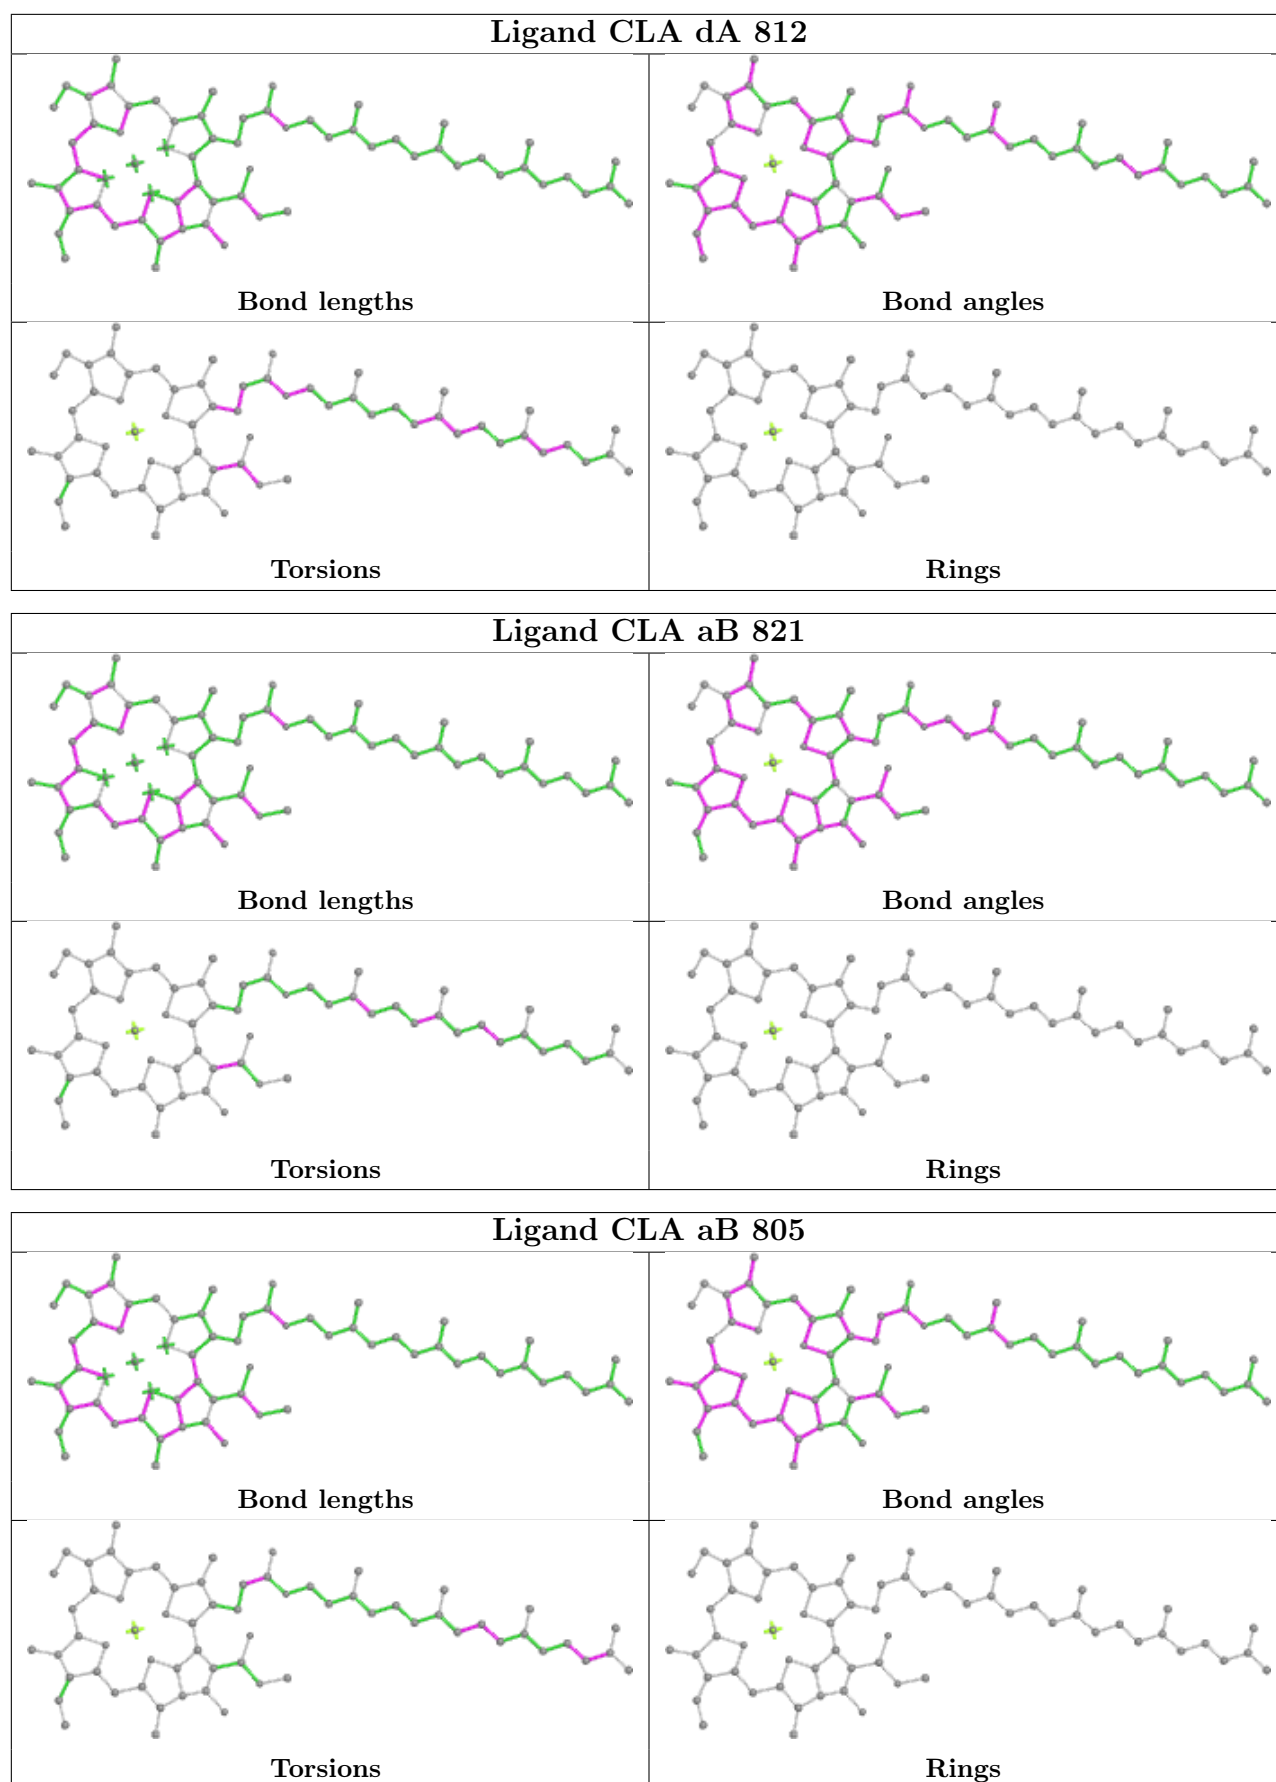 Ligand CLA dA 812
Bond lengths
Bond angles
Torsions
Rings
Ligand CLA aB 821
Bond lengths
Bond angles
Torsions
Rings
Ligand CLA aB 805
Bond lengths
Bond angles
Torsions
Rings